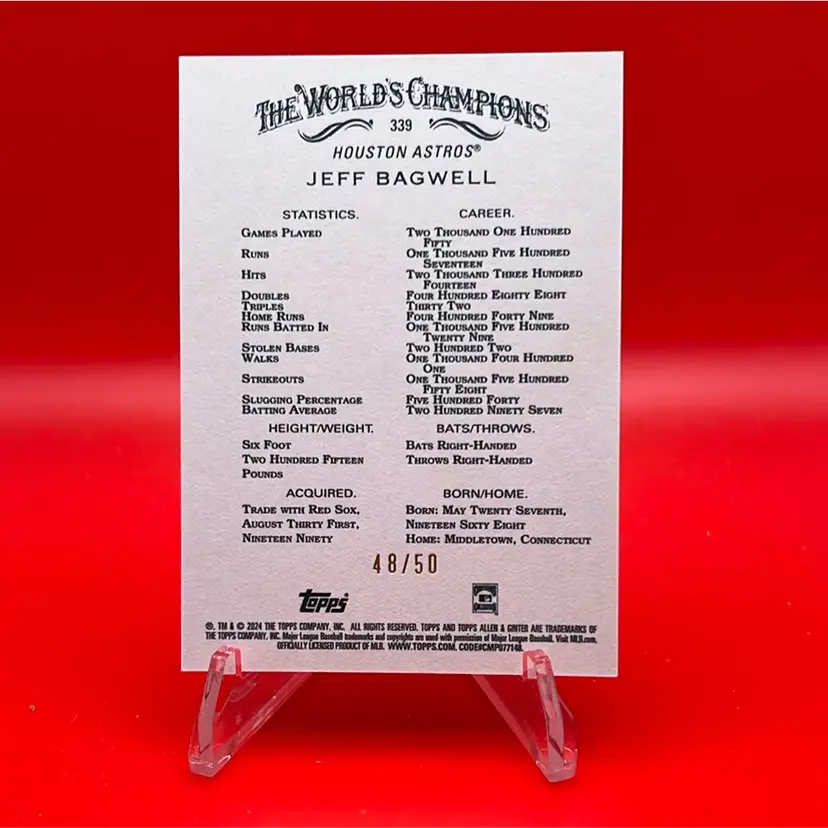 THE WORLD'S CHAMPIONS
339
HOUSTON ASTROS®
JEFF BAGWELL
STATISTICS. CAREER.
GAMES PLAYED TWO THOUSAND ONE HUNDRED
FIFTY
RUNS ONE THOUSAND FIVE HUNDRED
SEVENTEEN
HITS TWO THOUSAND THREE HUNDRED
FOURTEEN
DOUBLES FOUR HUNDRED EIGHTY EIGHT
TRIPLES THIRTY TWO
HOME RUNS FOUR HUNDRED FORTY NINE
RUNS BATTED IN ONE THOUSAND FIVE HUNDRED
TWENTY NINE
STOLEN BASES TWO HUNDRED TWO
WALKS ONE THOUSAND FOUR HUNDRED
ONE
STRIKEOUTS ONE THOUSAND FIVE HUNDRED
FIFTY EIGHT
SLUGGING PERCENTAGE FIVE HUNDRED FORTY
BATTING AVERAGE TWO HUNDRED NINETY SEVEN
HEIGHT/WEIGHT. BATS/THROWS.
SIX FOOT BATS RIGHT-HANDED
TWO HUNDRED FIFTEEN THROWS RIGHT-HANDED
POUNDS
ACQUIRED. BORN/HOME.
TRADE WITH RED SOX, BORN: MAY TWENTY SEVENTH,
AUGUST THIRTY FIRST, NINETEEN SIXTY EIGHT
NINETEEN NINETY HOME: MIDDLETOWN, CONNECTICUT
48/50
Topps
®, TM & © 2024 THE TOPPS COMPANY, INC. ALL RIGHTS RESERVED. TOPPS AND TOPPS ALLEN & GINTER ARE TRADEMARKS OF
THE TOPPS COMPANY, INC. Major League Baseball trademarks and copyrights are used with permission of Major League Baseball. Visit MLB.com.
OFFICIALLY LICENSED PRODUCT OF MLB. WWW.TOPPS.COM. CODE#CMP077148.